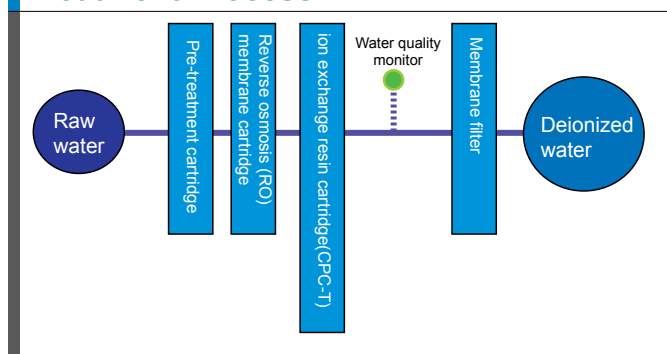 Raw
water
Pre-treatment cartridge
Reverse osmosis (RO)
membrane cartridge
ion exchange resin cartridge(CPC-T)
Water quality
monitor
Membrane filter
Deionized
water